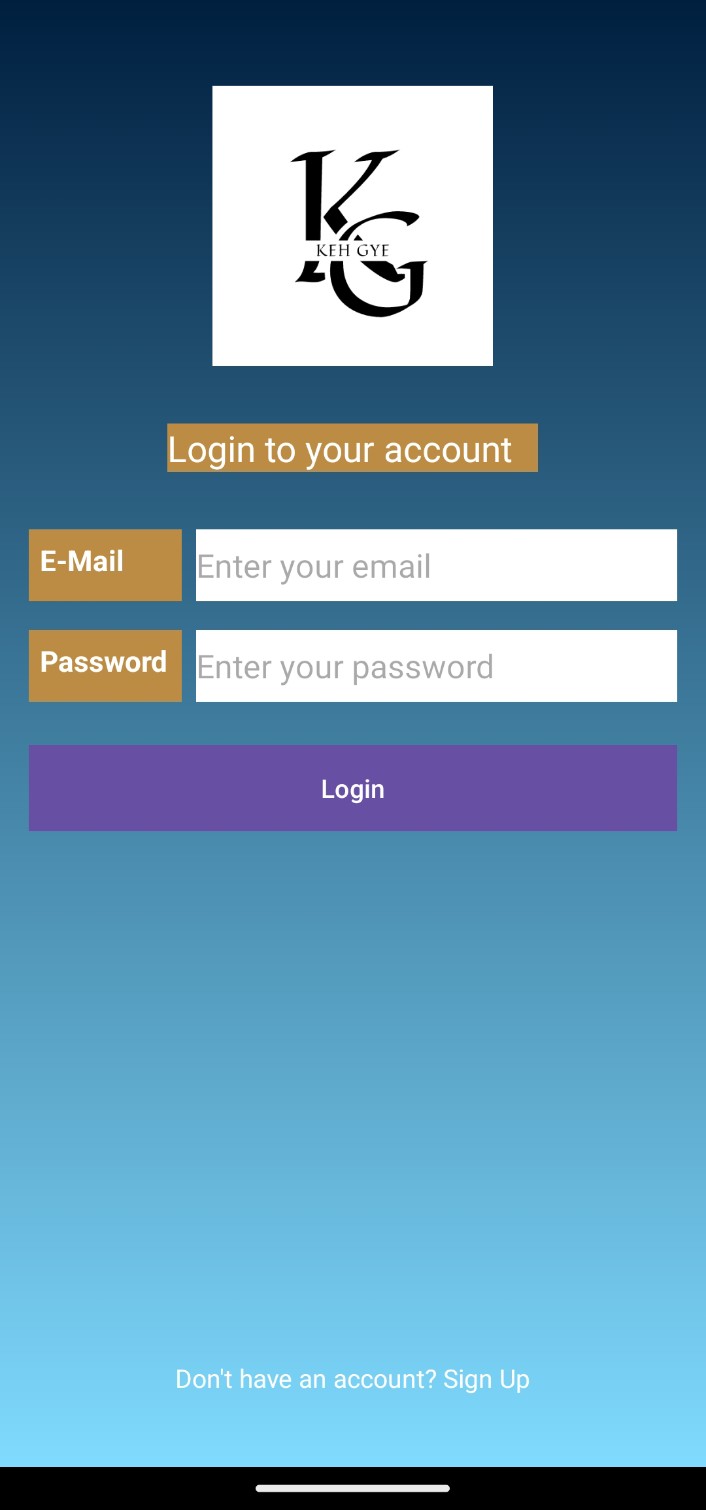 KG
KEH GYE
Login to your account
E-Mail
Enter your email
Password
Enter your password
Login
Don't have an account? Sign Up